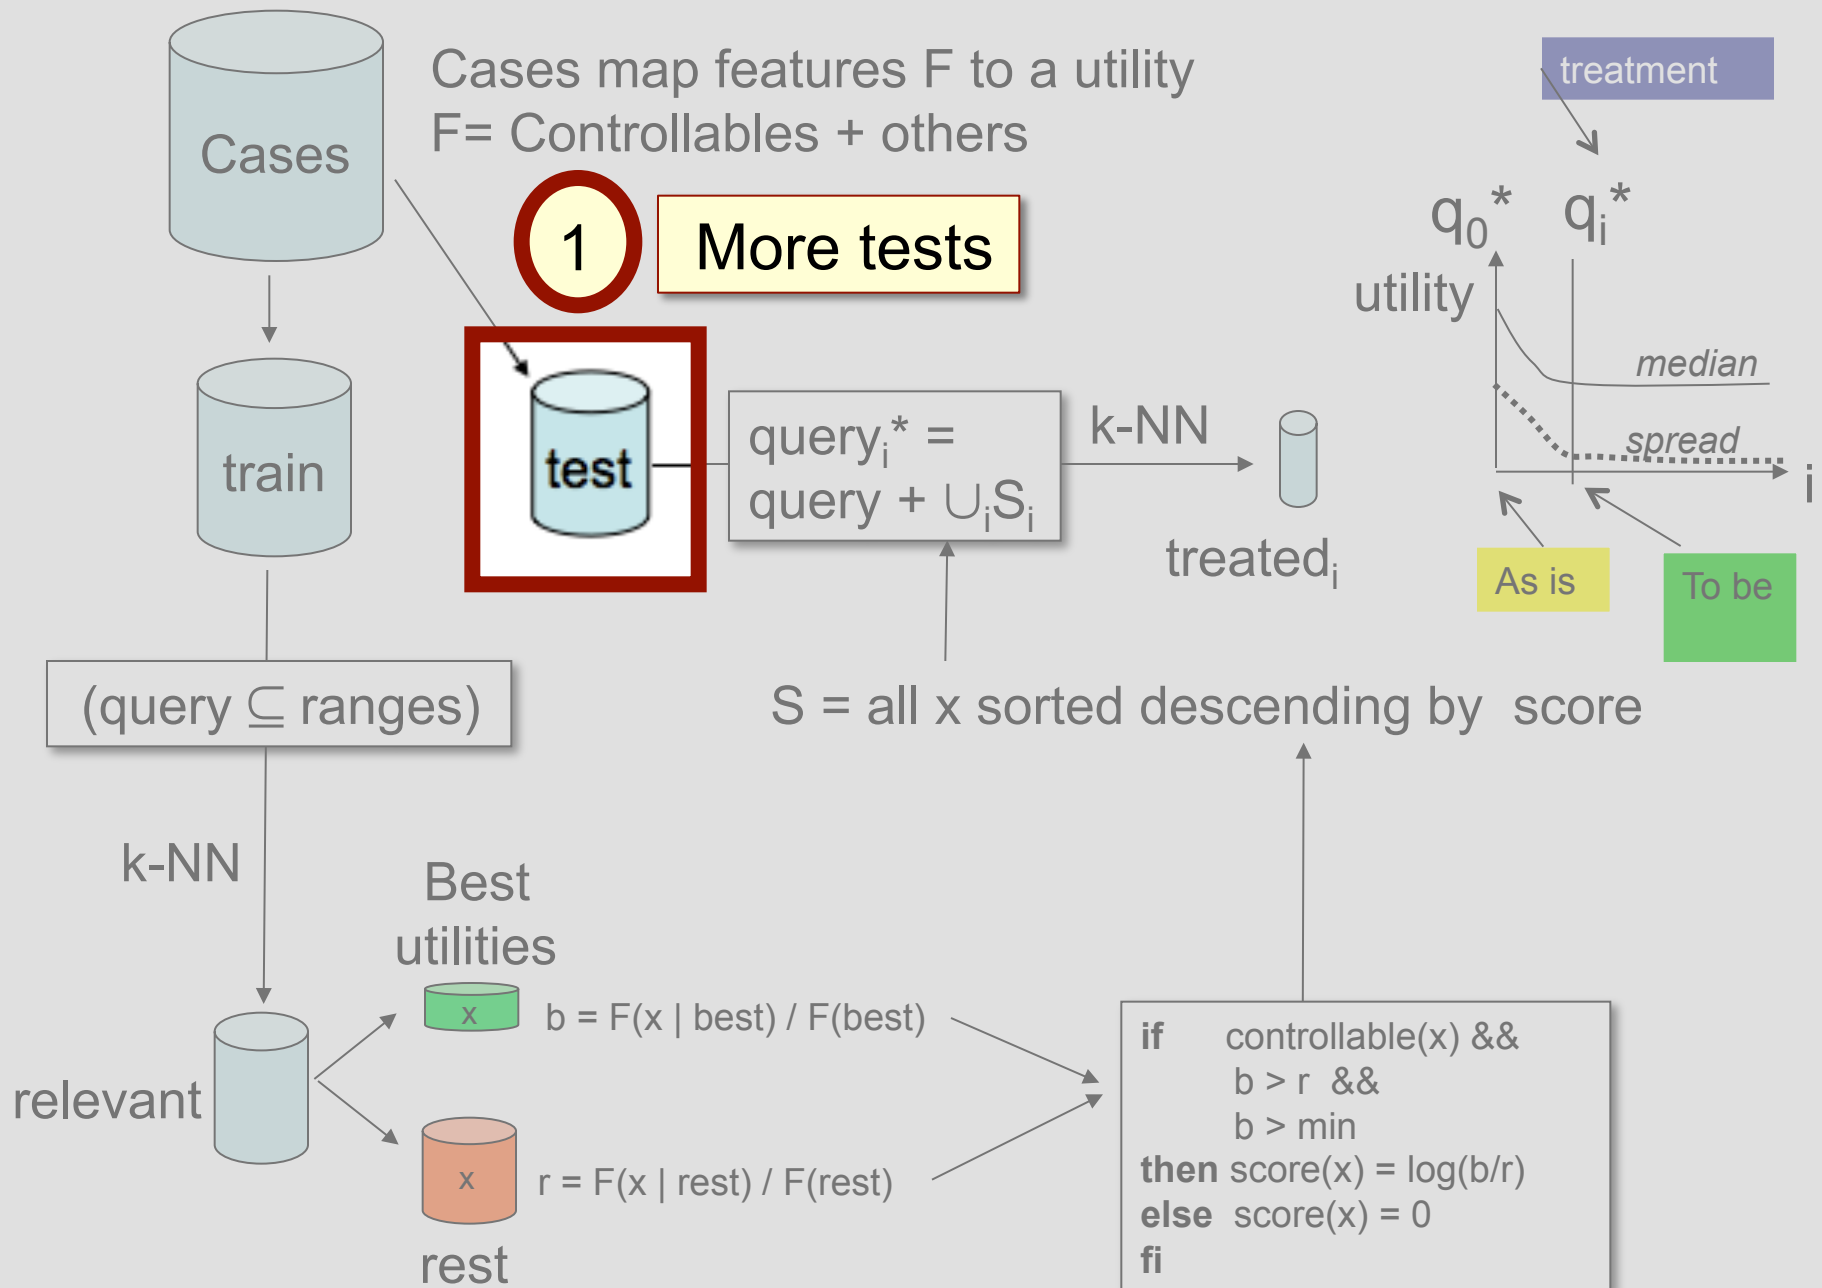 Cases
Cases map features F to a utility
F= Controllables + others
1
More tests
treatment
q0* qi*
utility
median
spread
i
As is
To be
train
test
queryi* =
query + ∪iSi
k-NN
treatedi
(query ⊆ ranges)
S = all x sorted descending by score
k-NN
Best
utilities
x
b = F(x | best) / F(best)
relevant
x
r = F(x | rest) / F(rest)
rest
if controllable(x) &&
b > r &&
b > min
then score(x) = log(b/r)
else score(x) = 0
fi